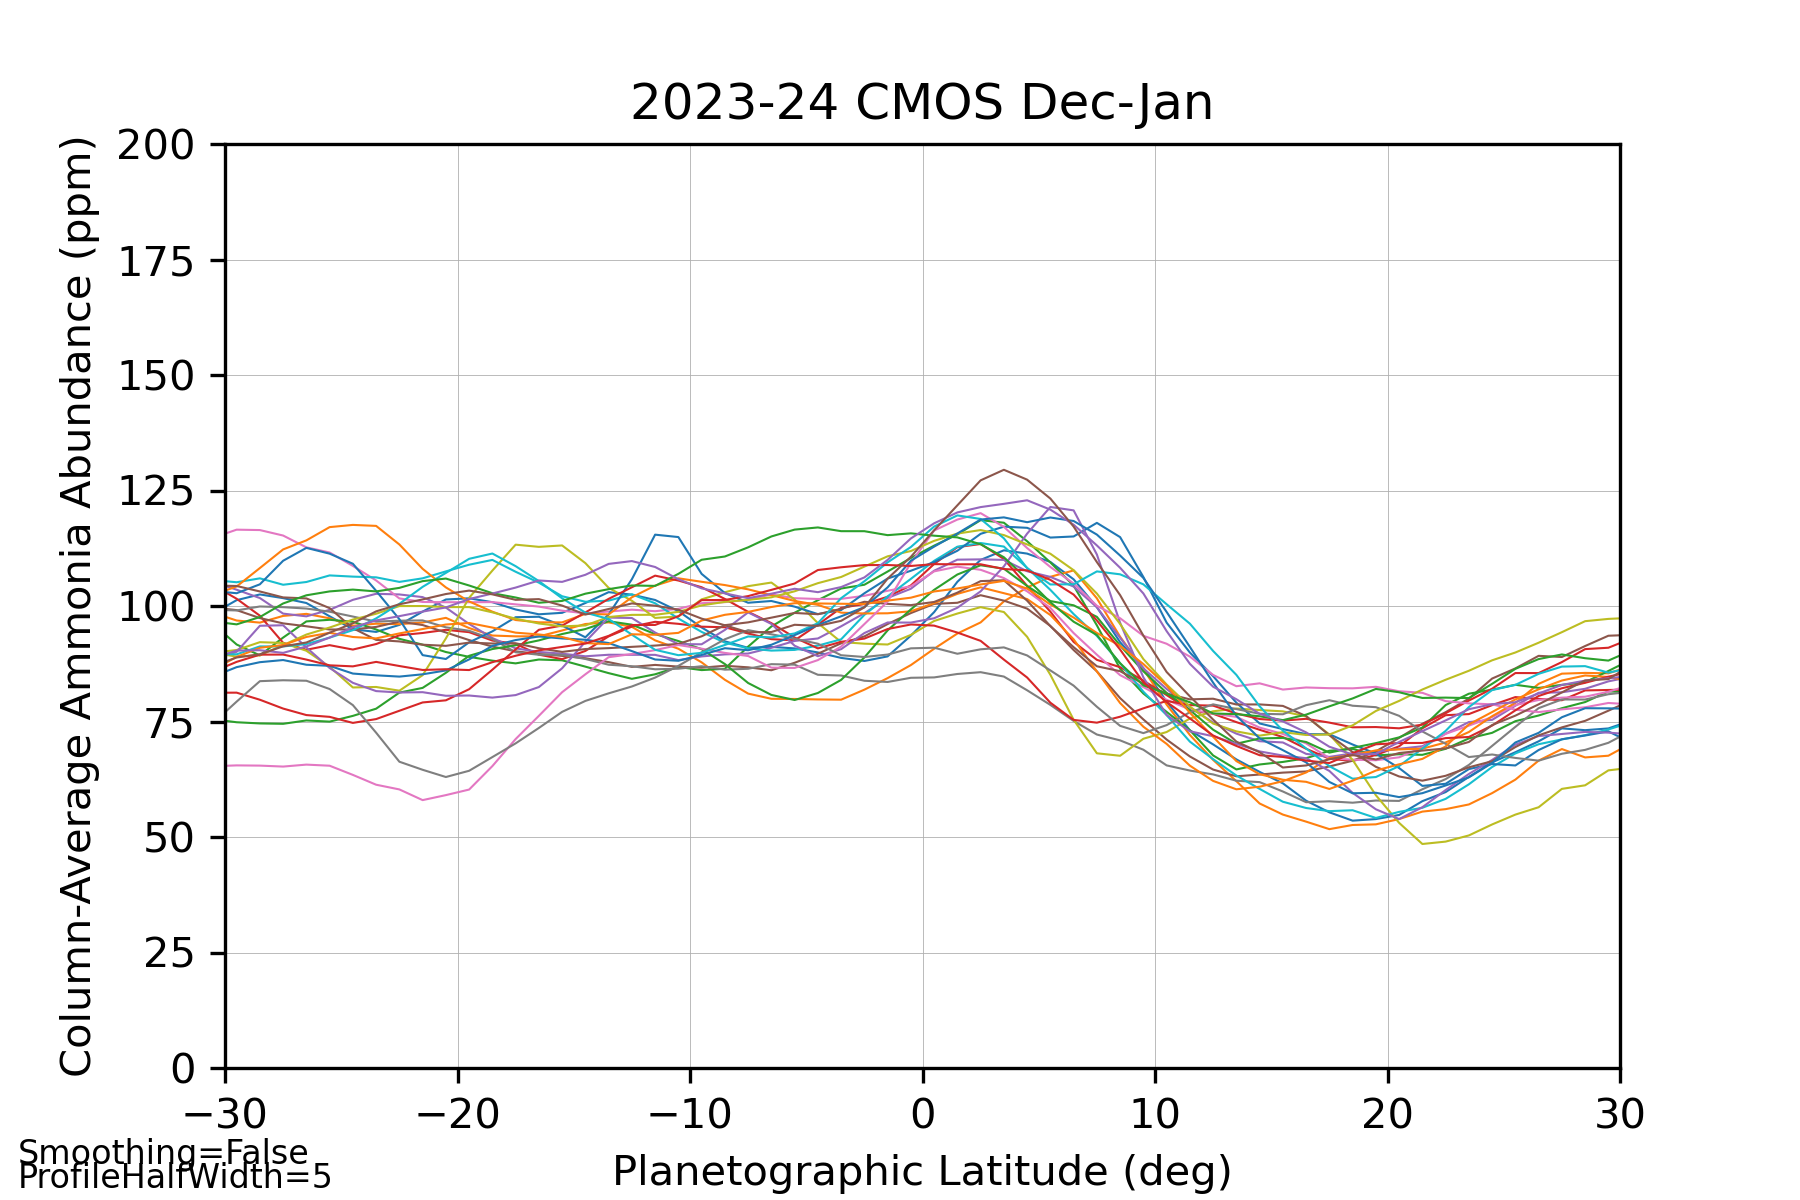 2023-24 CMOS Dec-Jan
Column-Average Ammonia Abundance (ppm)
200
175
150
125
100
75
50
25
0
−30 −20 −10 0 10 20 30
Planetographic Latitude (deg)
Smoothing=False
ProfileHalfWidth=5